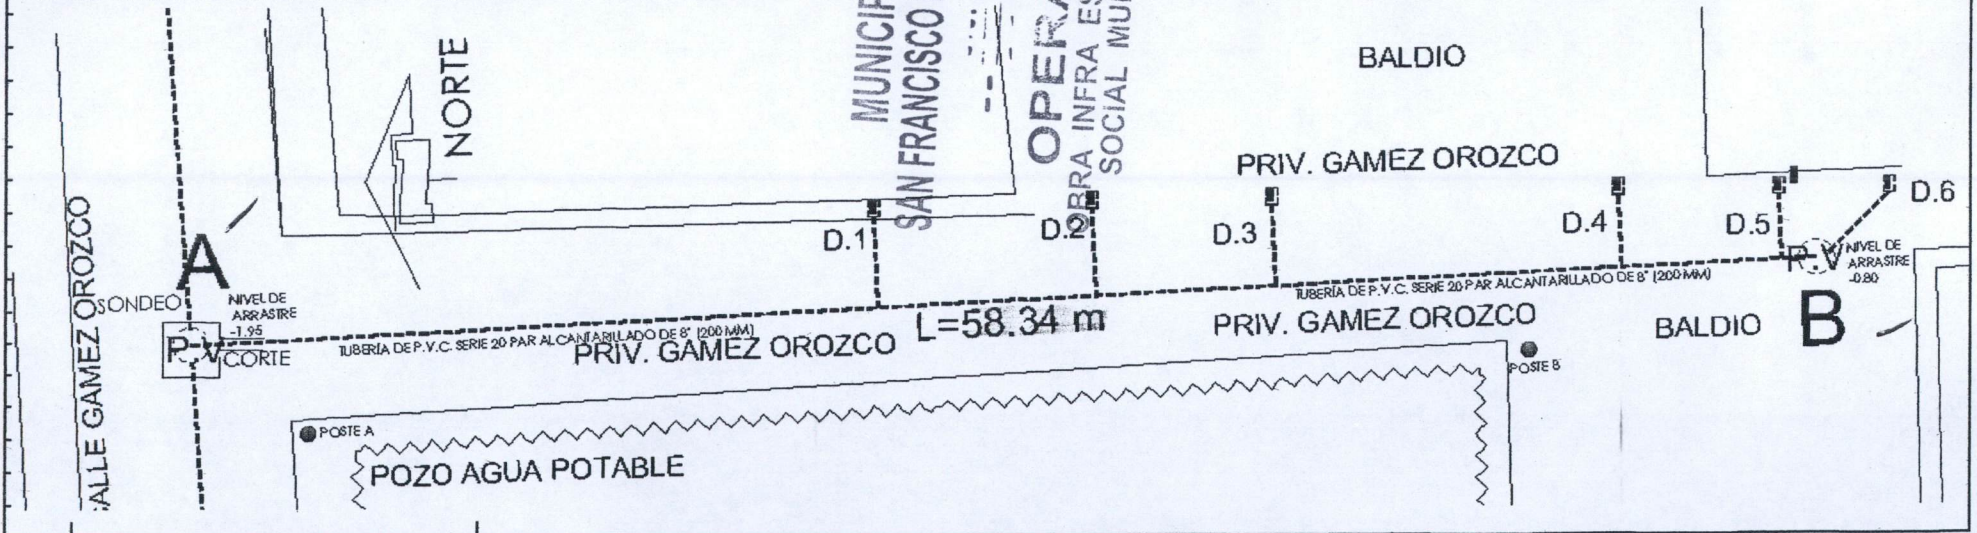 BALDIO
NORTE
MUNICIP
SAN FRANCISCO
OPERA
OBRA INFRA ES
SOCIAL MU
PRIV. GAMEZ OROZCO
D.1
D.2
D.3
D.4
D.5
D.6
A
SONDEO
NIVEL DE
ARRASTRE
-1.95
P V
CORTE
ALLE GAMEZ OROZCO
TUBERÍA DE P.V.C. SERIE 20 PAR ALCANTARILLADO DE 8" (200 MM)
PRIV. GAMEZ OROZCO
L=58.34 m
TUBERÍA DE P.V.C. SERIE 20 PAR ALCANTARILLADO DE 8" (200 MM)
PRIV. GAMEZ OROZCO
BALDIO
P V
NIVEL DE
ARRASTRE
-0.80
B
POSTE A
POSTE B
POZO AGUA POTABLE